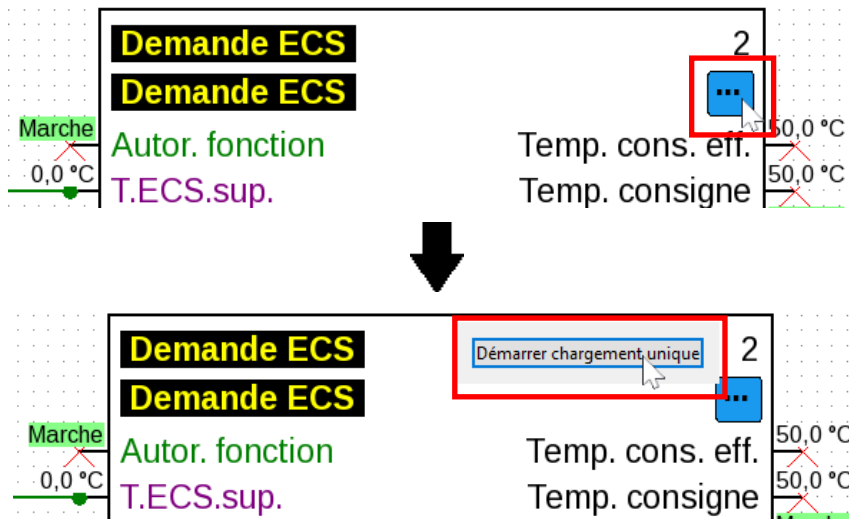 Demande ECS 2
Demande ECS ...
Marche Autor. fonction Temp. cons. eff. 50,0 °C
0,0 °C T.ECS.sup. Temp. consigne 50,0 °C
Demande ECS Démarrer chargement unique 2
Demande ECS ...
Marche Autor. fonction Temp. cons. eff. 50,0 °C
0,0 °C T.ECS.sup. Temp. consigne 50,0 °C